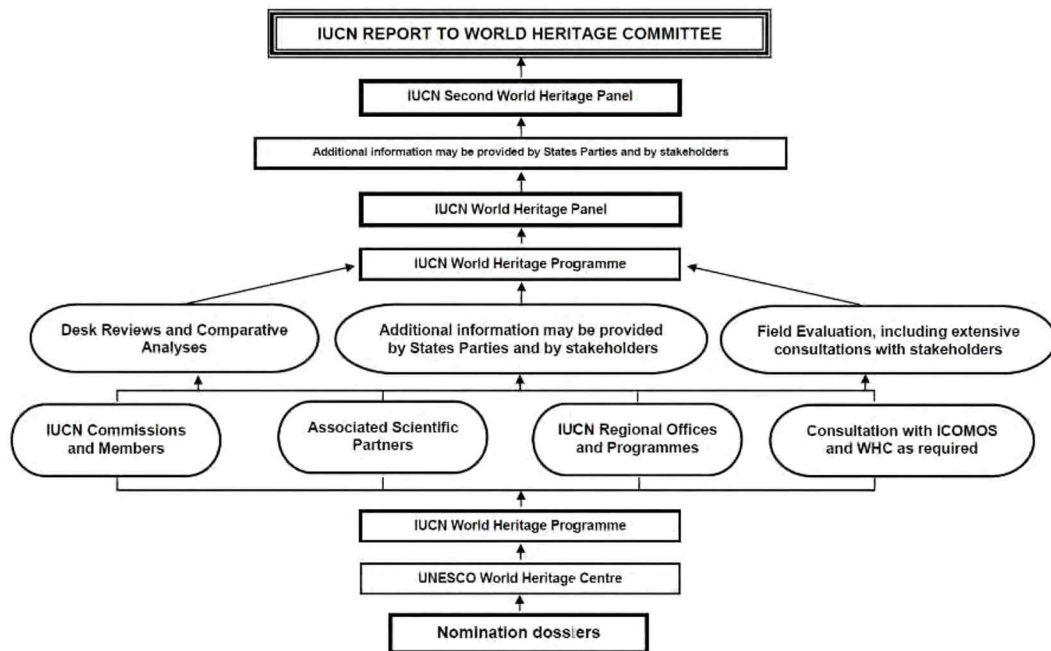 IUCN REPORT TO WORLD HERITAGE COMMITTEE
IUCN Second World Heritage Panel
Additional information may be provided by States Parties and by stakeholders
IUCN World Heritage Panel
IUCN World Heritage Programme
Desk Reviews and Comparative
Analyses
Additional information may be provided
by States Parties and by stakeholders
Field Evaluation, including extensive
consultations with stakeholders
IUCN Commissions
and Members
Associated Scientific
Partners
IUCN Regional Offices
and Programmes
Consultation with ICOMOS
and WHC as required
IUCN World Heritage Programme
UNESCO World Heritage Centre
Nomination dossiers